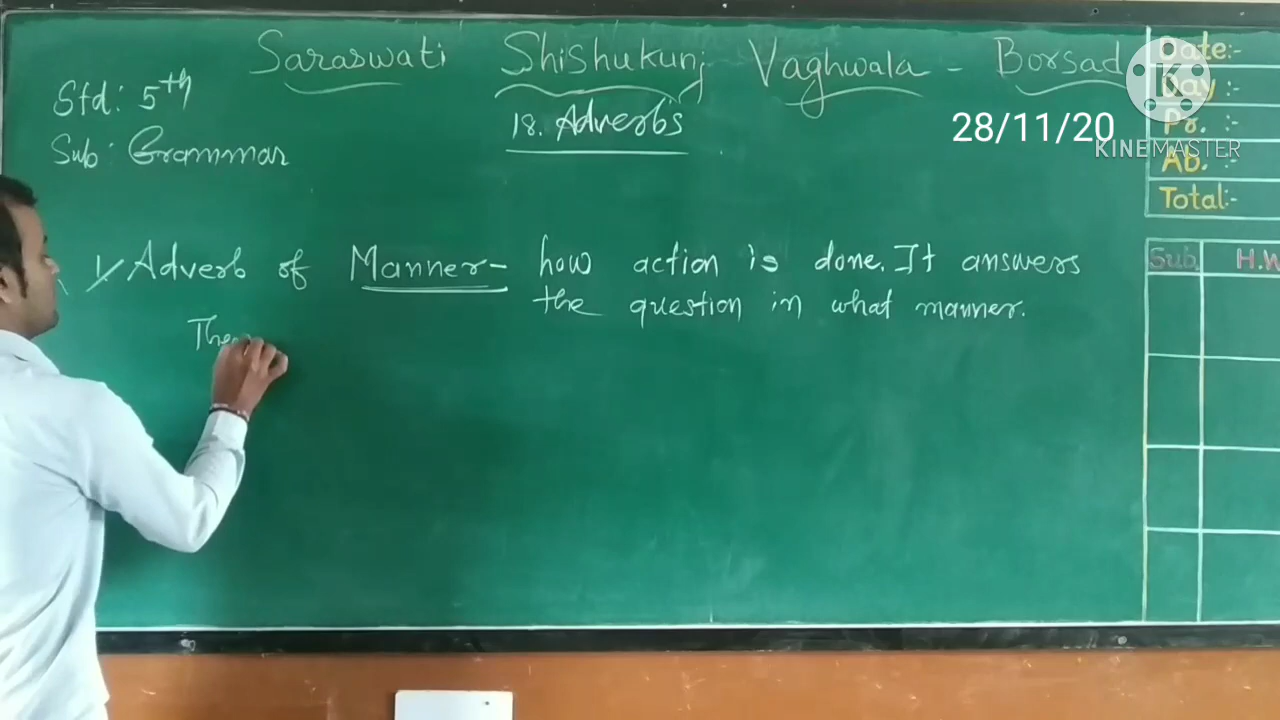 Saraswati Shishukunj Vaghwala - Borsad
Std: 5th
Sub: Grammar
18. Adverbs
28/11/20
KINEMASTER
K
Date:-
Day :-
Pr. :-
Ab. :-
Total:-
Sub. H.W
1/ Adverb of Manner- how action is done. It answers
the question in what manner.
The